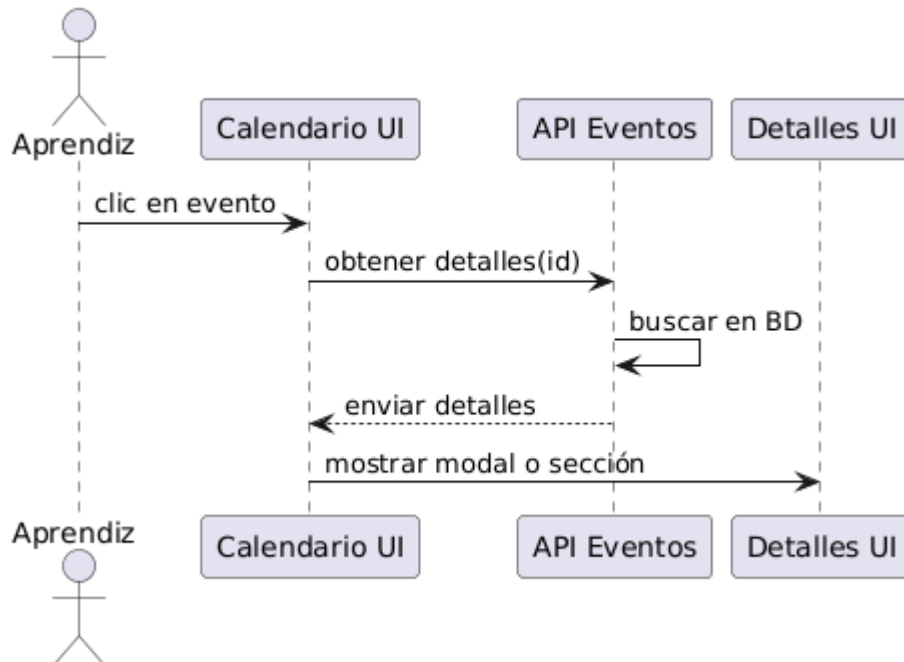 Aprendiz
Calendario UI
API Eventos
Detalles UI
clic en evento
obtener detalles(id)
buscar en BD
enviar detalles
mostrar modal o sección
Aprendiz
Calendario UI
API Eventos
Detalles UI